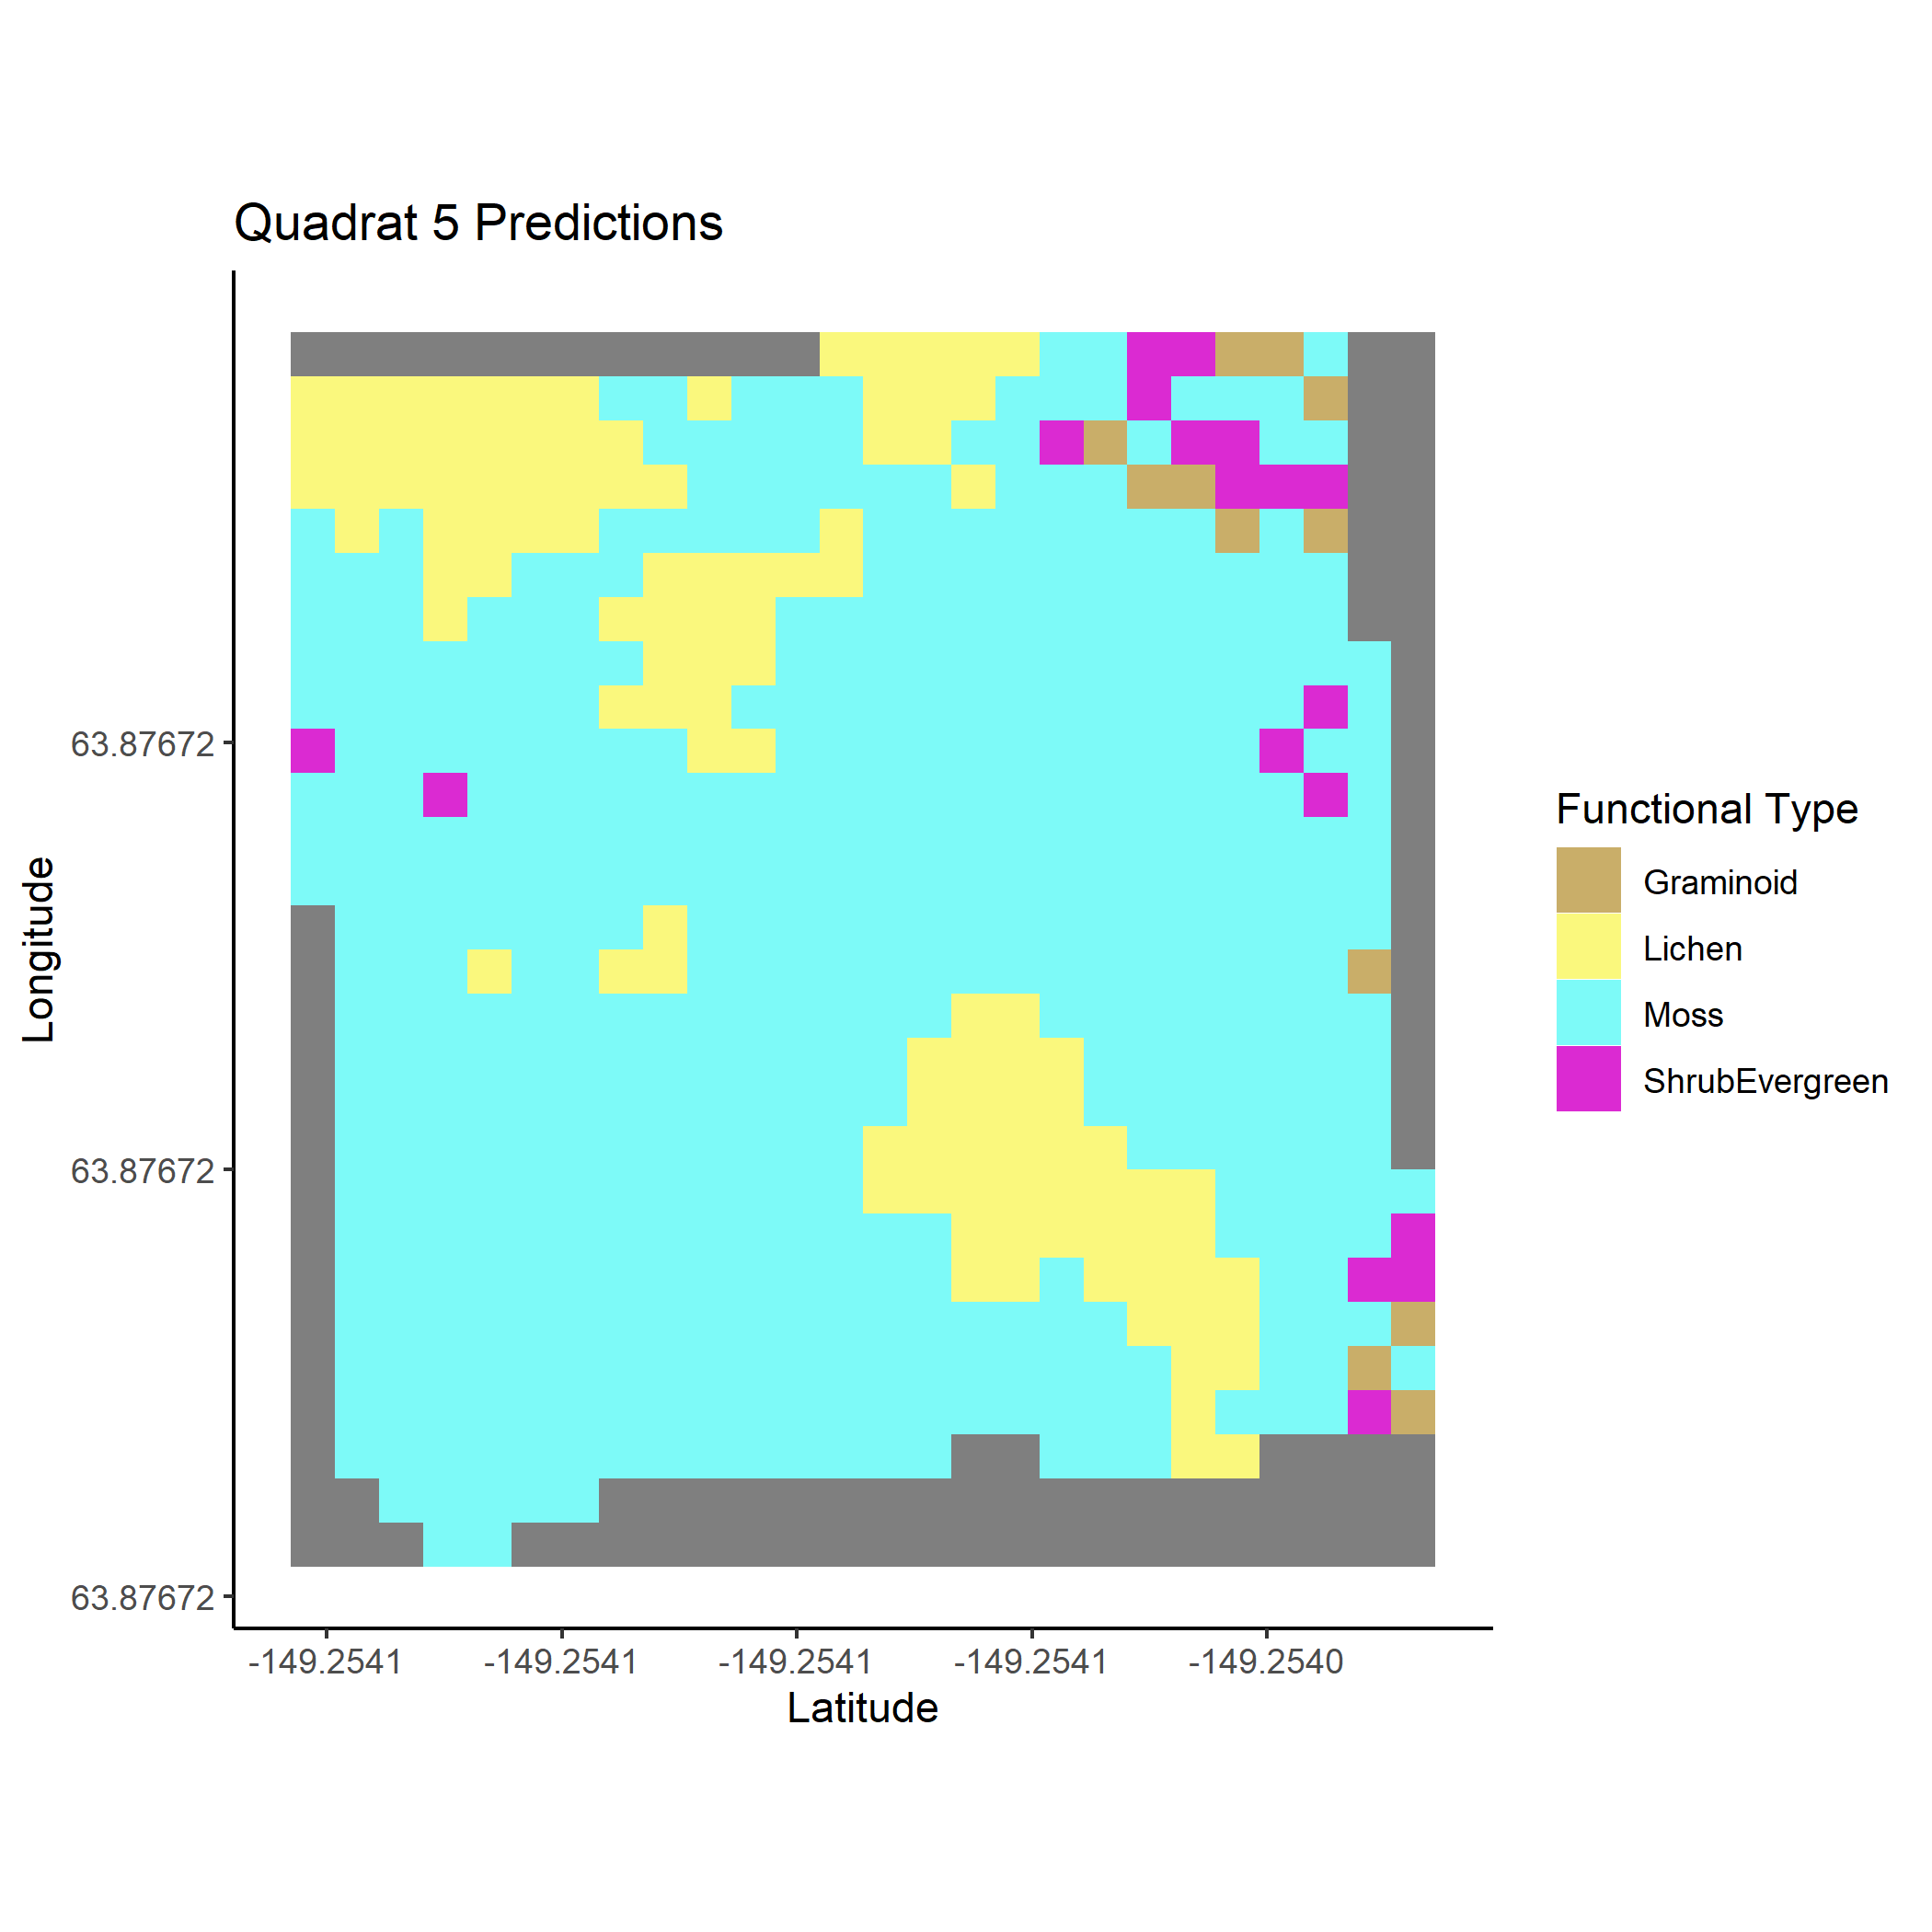 Quadrat 5 Predictions
Longitude
63.87672
63.87672
63.87672
-149.2541 -149.2541 -149.2541 -149.2541 -149.2540
Latitude
Functional Type
Graminoid
Lichen
Moss
ShrubEvergreen